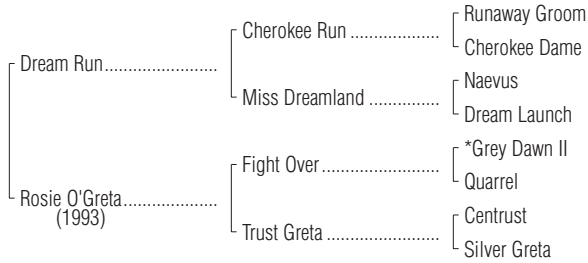 Runaway Groom
Cherokee Run ....................
Cherokee Dame
Dream Run.........................
Naevus
Miss Dreamland ................
Dream Launch
*Grey Dawn II
Fight Over..........................
Quarrel
Rosie O'Greta.....................
(1993)
Centrust
Trust Greta.........................
Silver Greta